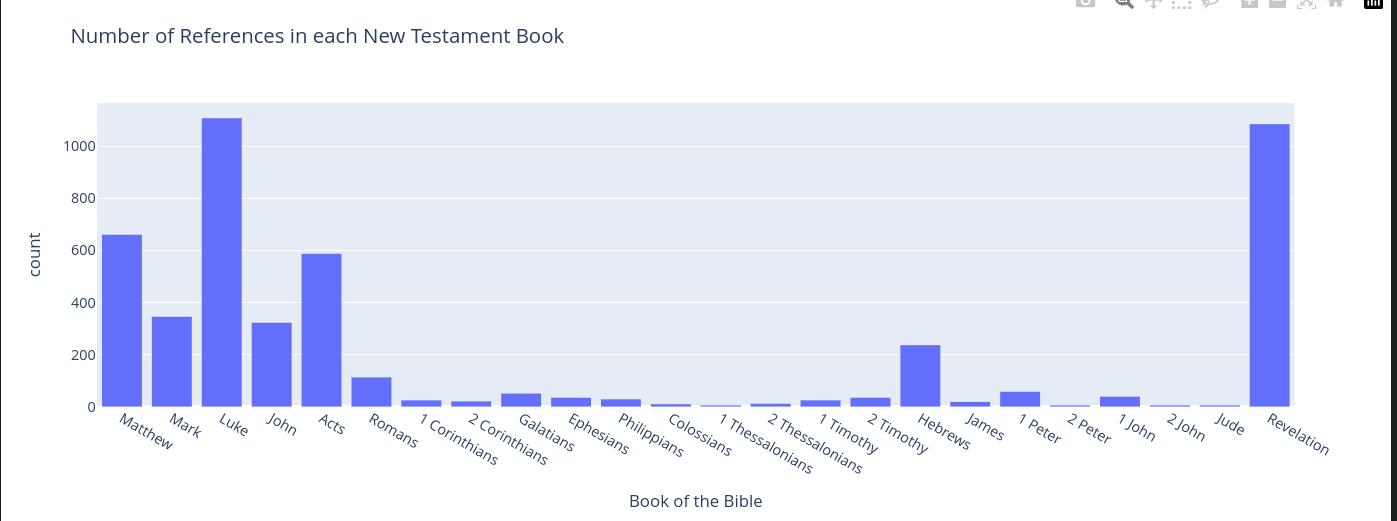 Number of References in each New Testament Book
1000
800
600
400
200
0
count
Matthew
Mark
Luke
John
Acts
Romans
1 Corinthians
2 Corinthians
Galatians
Ephesians
Philippians
Colossians
1 Thessalonians
2 Thessalonians
1 Timothy
2 Timothy
Hebrews
James
1 Peter
2 Peter
1 John
2 John
Jude
Revelation
Book of the Bible